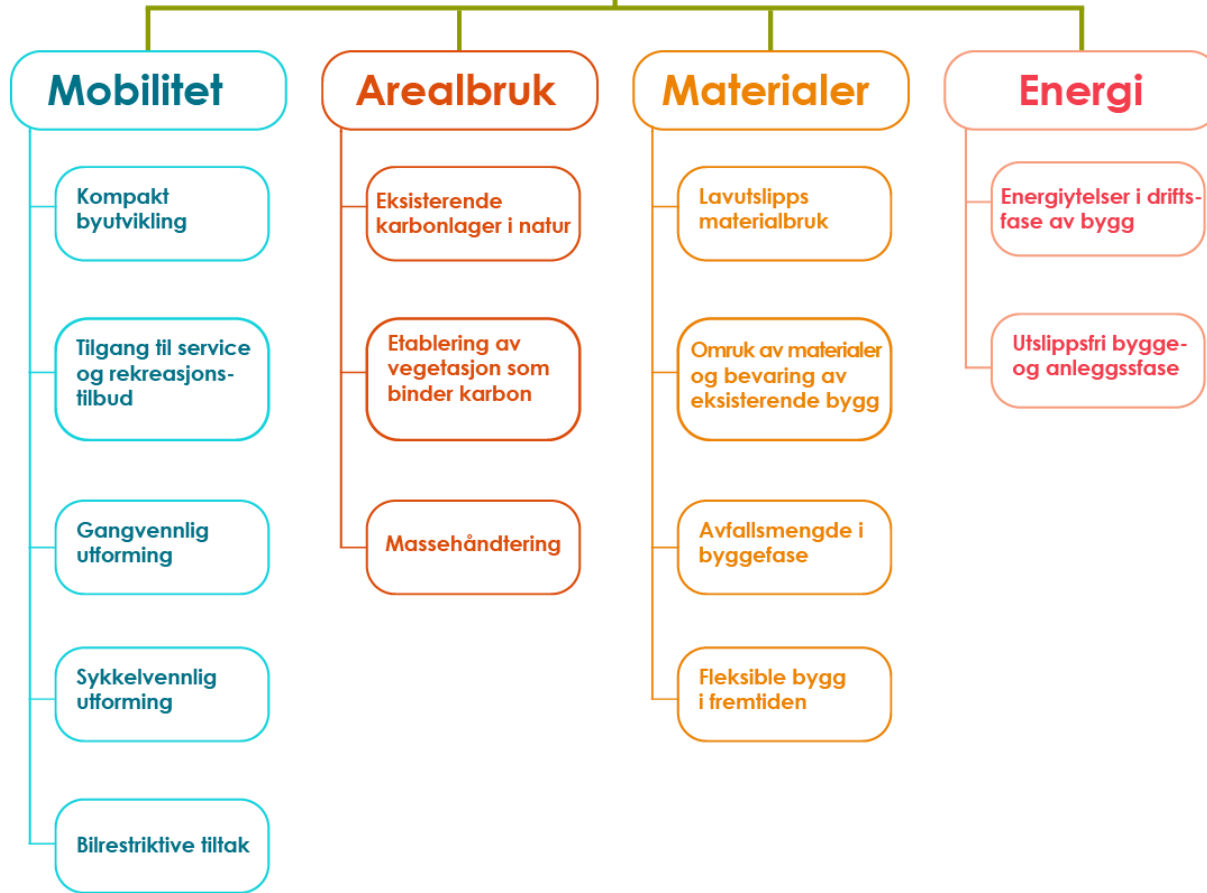 Mobilitet
Kompakt
byutvikling
Tilgang til service
og rekreasjons-
tilbud
Gangvennlig
utforming
Sykkelvennlig
utforming
Bilrestriktive tiltak
Arealbruk
Eksisterende
karbonlager i natur
Etablering av
vegetasjon som
binder karbon
Massehåndtering
Materialer
Lavutslipps
materialbruk
Omruk av materialer
og bevaring av
eksisterende bygg
Avfallsmengde i
byggefase
Fleksible bygg
i fremtiden
Energi
Energiytelser i drifts-
fase av bygg
Utslippsfri bygge-
og anleggssfase